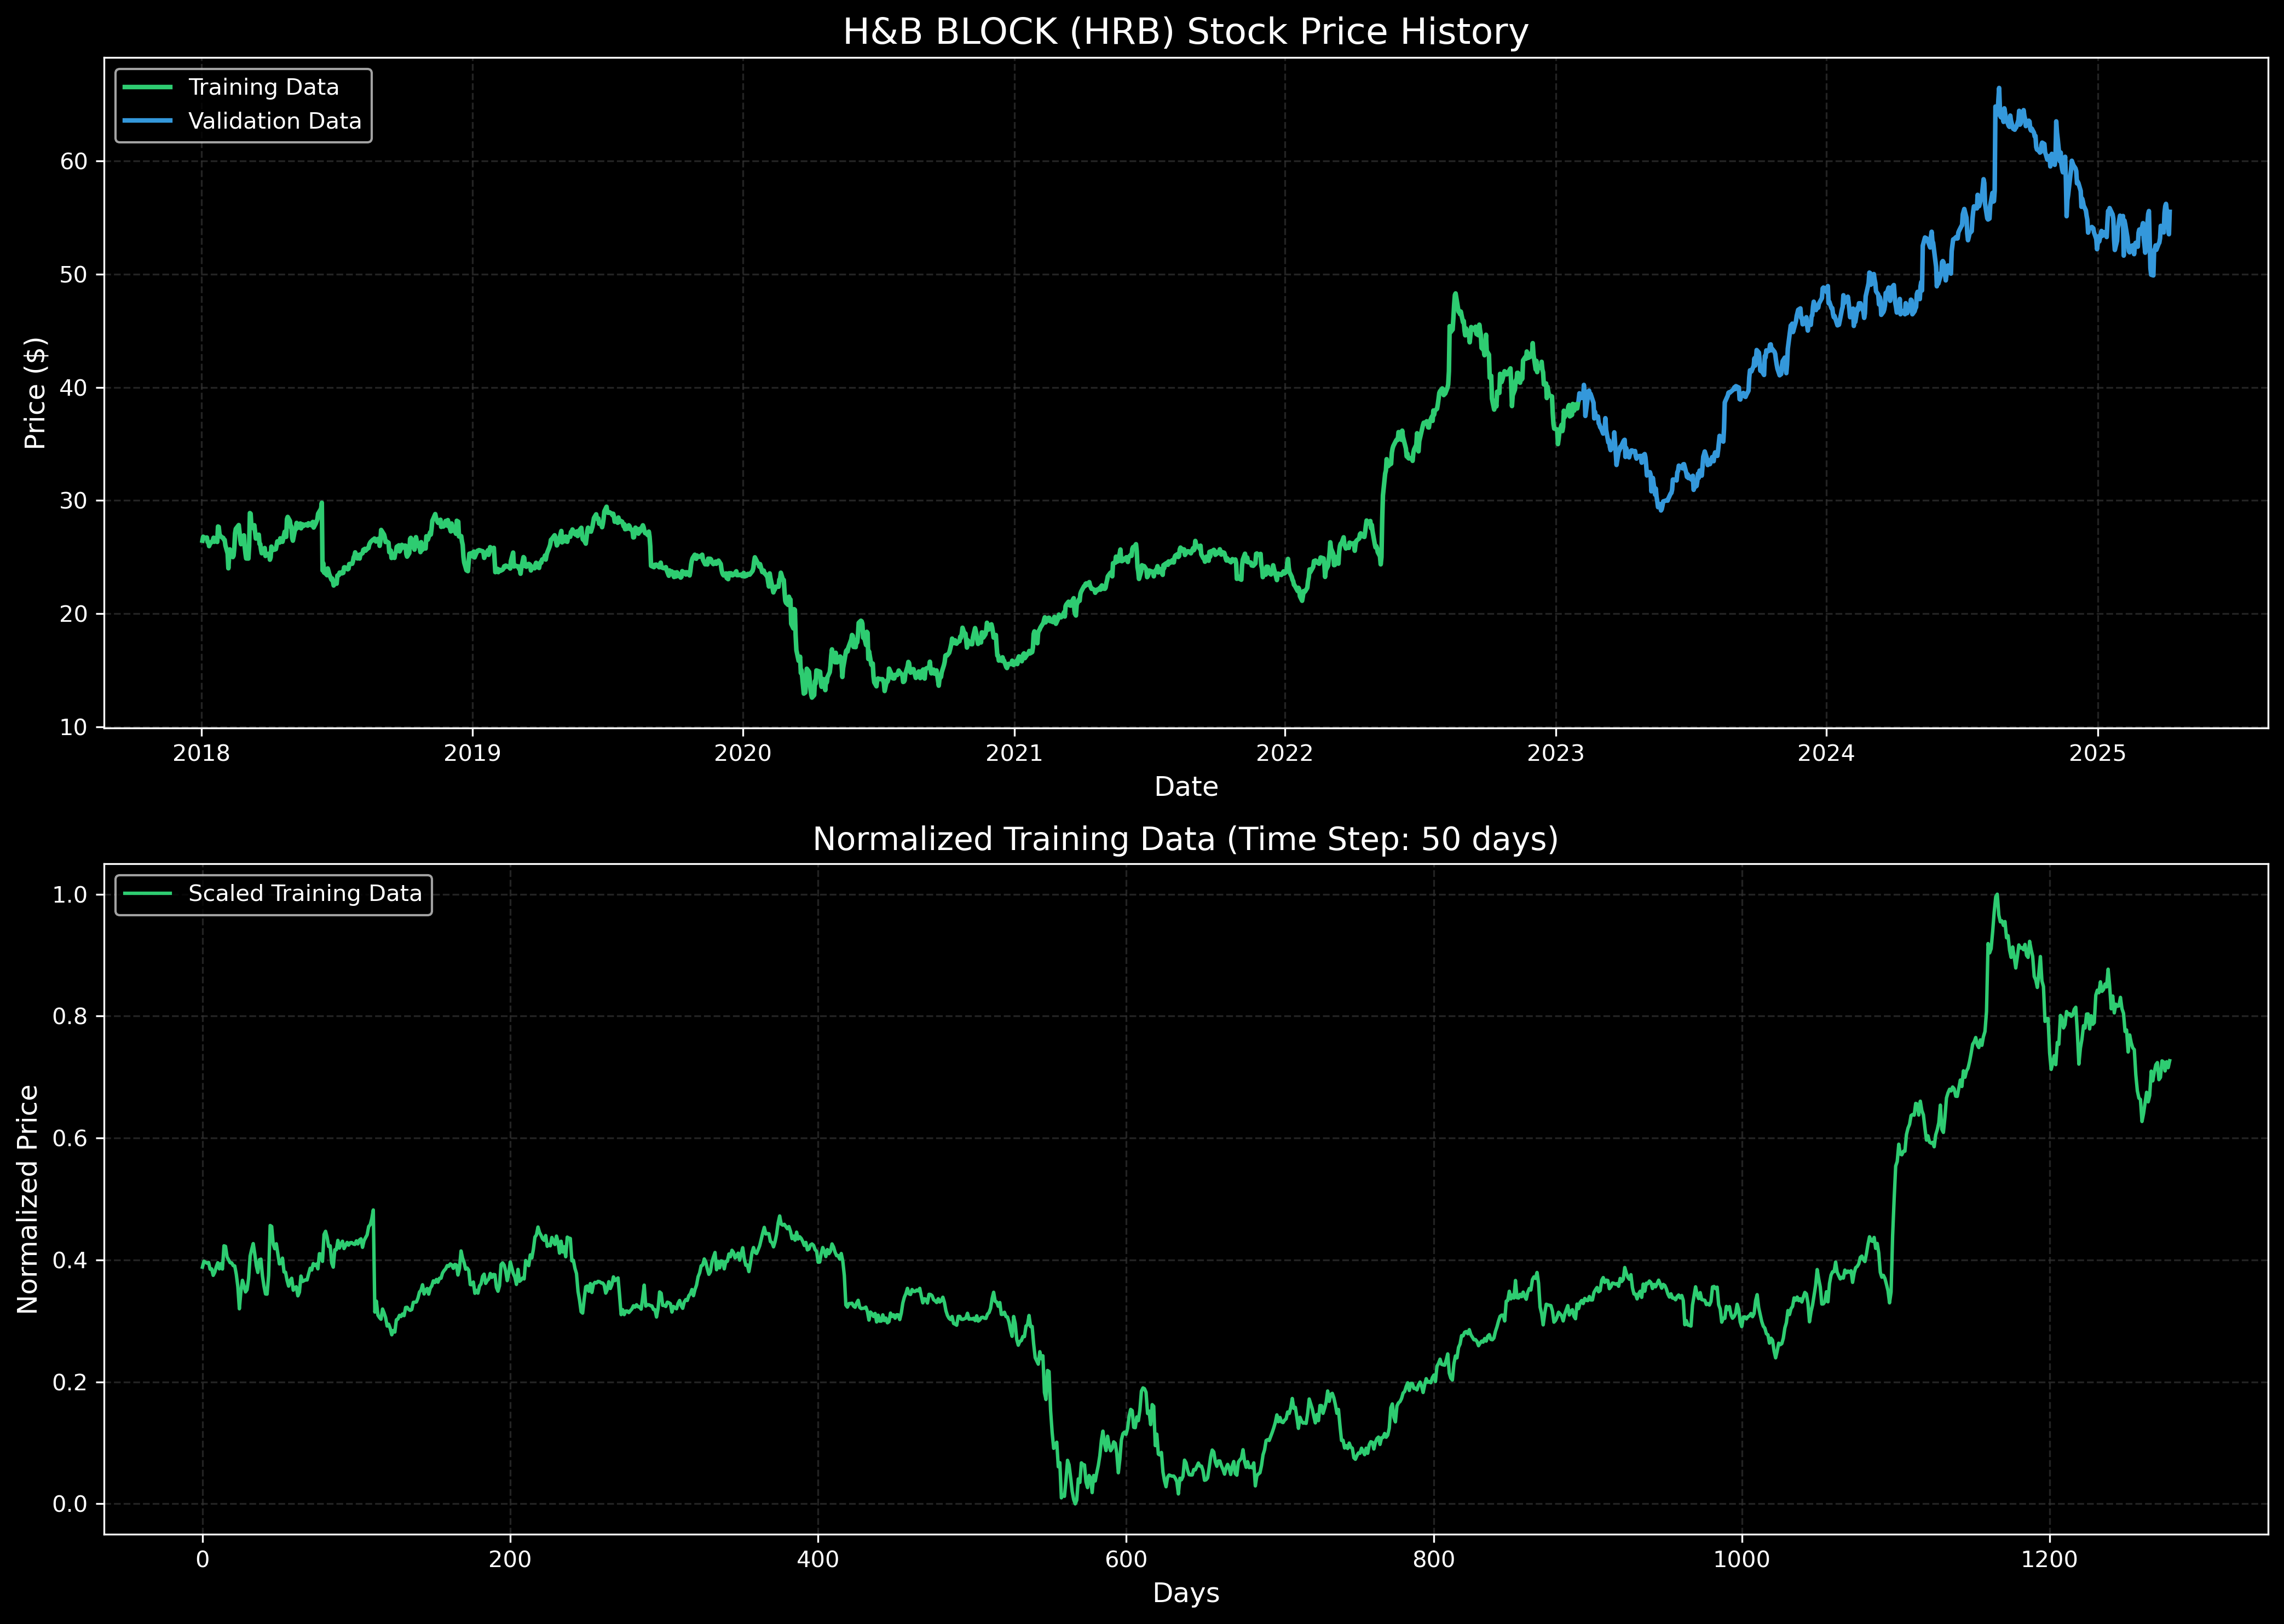 H&B BLOCK (HRB) Stock Price History
Training Data
Validation Data
Price ($)
60
50
40
30
20
10
2018 2019 2020 2021 2022 2023 2024 2025
Date
Normalized Training Data (Time Step: 50 days)
Scaled Training Data
Normalized Price
1.0
0.8
0.6
0.4
0.2
0.0
0 200 400 600 800 1000 1200
Days